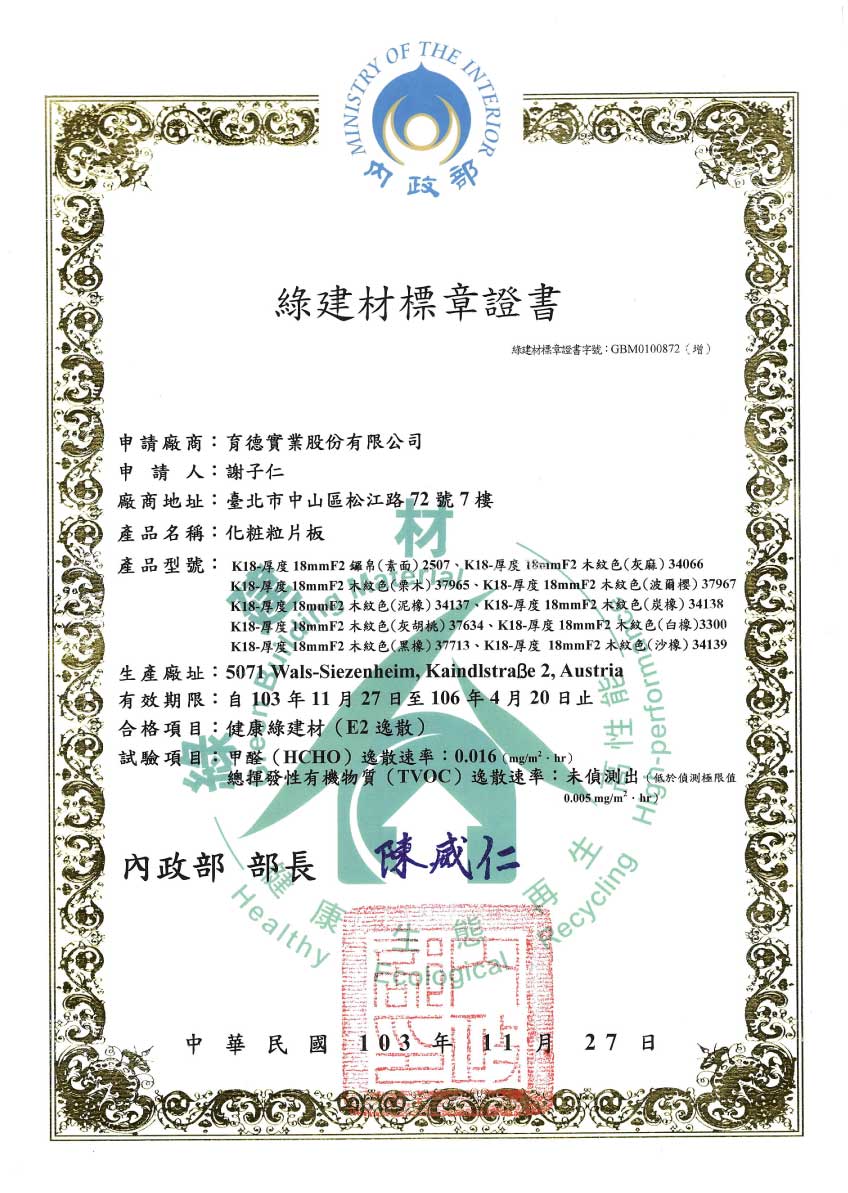 MINISTRY OF THE INTERIOR
內政部
綠建材標章證書
綠建材標章證書字號：GBM0100872（增）
申請廠商：育德實業股份有限公司
申 請 人：謝子仁
廠商地址：臺北市中山區松江路 72 號 7 樓
產品名稱：化粧粒片板
產品型號： K18-厚度 18mmF2 鑼帛(素面) 2507、K18-厚度 18mmF2 木紋色(灰麻) 34066
K18-厚度 18mmF2 木紋色(柒木) 37965、K18-厚度 18mmF2 木紋色(波爾櫻) 37967
K18-厚度 18mmF2 木紋色(泥橡) 34137、K18-厚度 18mmF2 木紋色(炭橡) 34138
K18-厚度 18mmF2 木紋色(灰胡桃) 37634、K18-厚度 18mmF2 木紋色(白橡)3300
K18-厚度 18mmF2 木紋色(黑橡) 37713、K18-厚度 18mmF2 木紋色(沙橡) 34139
生產廠址：5071 Wals-Siezenheim, Kaindlstraße 2, Austria
有效期限：自 103 年 11 月 27 日至 106 年 4 月 20 日止
合格項目：健康綠建材（E2 逸散）
試驗項目：甲醛（HCHO）逸散速率：0.016 (mg/m²．hr)
總揮發性有機物質（TVOC）逸散速率：未偵測出（低於偵測極限值
0.005 mg/m²．hr）
內政部 部長 陳威仁
綠建材
Green Building Material
健康 生態 再生 高性能
Healthy Ecological Recycling High-performance
內政部印
中華民國 103 年 11 月 27 日